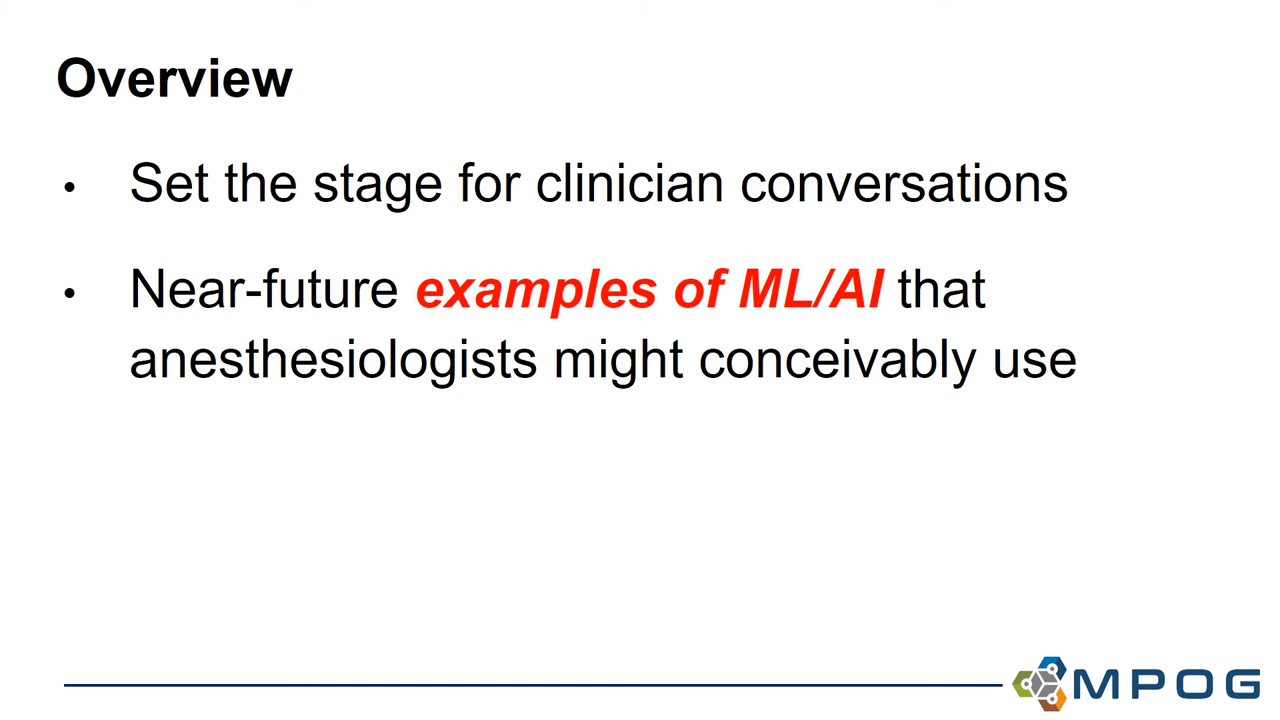 Overview
• Set the stage for clinician conversations
• Near-future examples of ML/AI that
anesthesiologists might conceivably use
MPOG